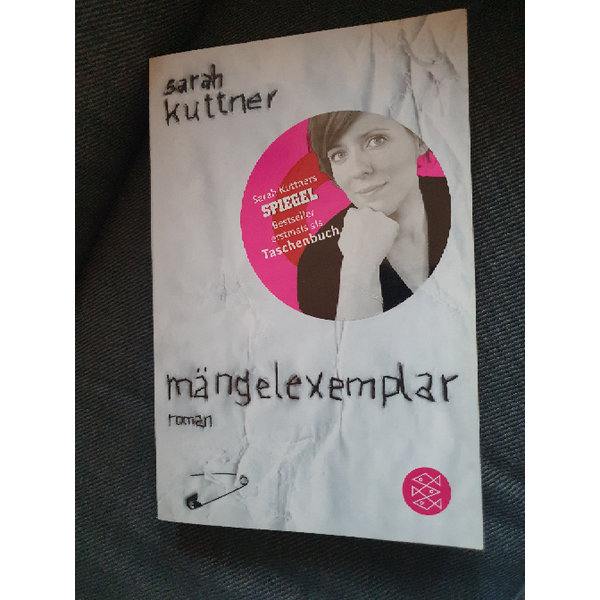 sarah
kuttner
Sarah Kuttners
SPIEGEL
Bestseller
erstmals als
Taschenbuch
mängelexemplar
roman